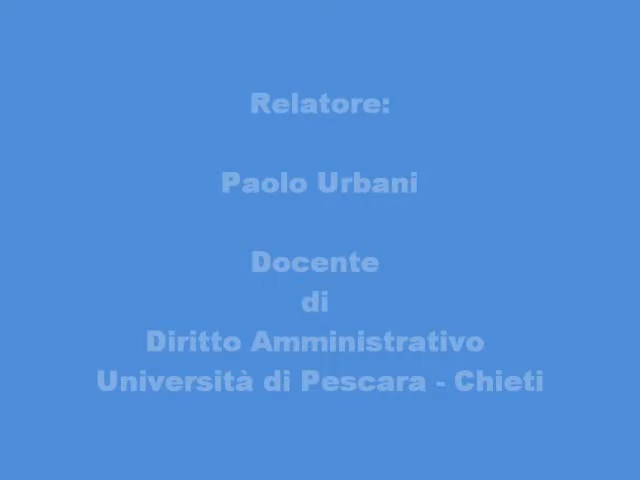 Relatore:
Paolo Urbani
Docente
di
Diritto Amministrativo
Università di Pescara - Chieti